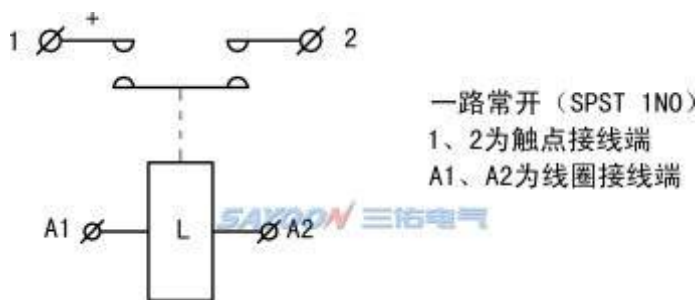 1 + 2
一路常开（SPST 1NO）
1、2为触点接线端
A1、A2为线圈接线端
A1 L A2
SAYOON 三佑电气